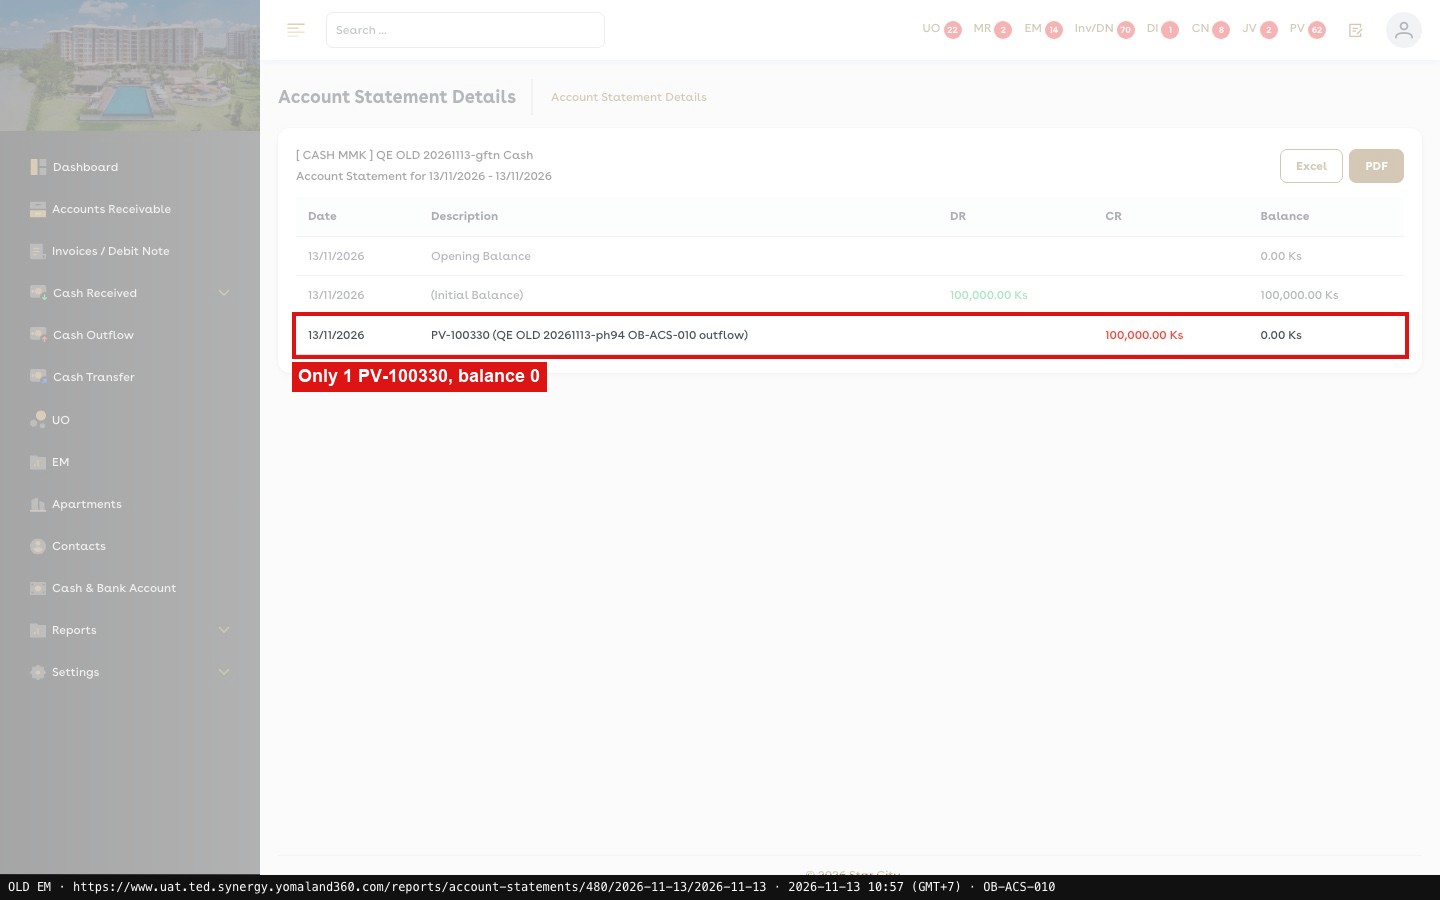 Search ...
UO 22 MR 2 EM 14 Inv/DN 70 DI 1 CN 8 JV 2 PV 62
Account Statement Details
Account Statement Details
Dashboard
Accounts Receivable
Invoices / Debit Note
Cash Received
Cash Outflow
Cash Transfer
UO
EM
Apartments
Contacts
Cash & Bank Account
Reports
Settings
[ CASH MMK ] QE OLD 20261113-gftn Cash
Account Statement for 13/11/2026 - 13/11/2026
Excel PDF
Date Description DR CR Balance
13/11/2026 Opening Balance 0.00 Ks
13/11/2026 (Initial Balance) 100,000.00 Ks 100,000.00 Ks
13/11/2026 PV-100330 (QE OLD 20261113-ph94 OB-ACS-010 outflow) 100,000.00 Ks 0.00 Ks
Only 1 PV-100330, balance 0
© 2026 Star City
OLD EM · https://www.uat.ted.synergy.yomaland360.com/reports/account-statements/480/2026-11-13/2026-11-13 · 2026-11-13 10:57 (GMT+7) · OB-ACS-010